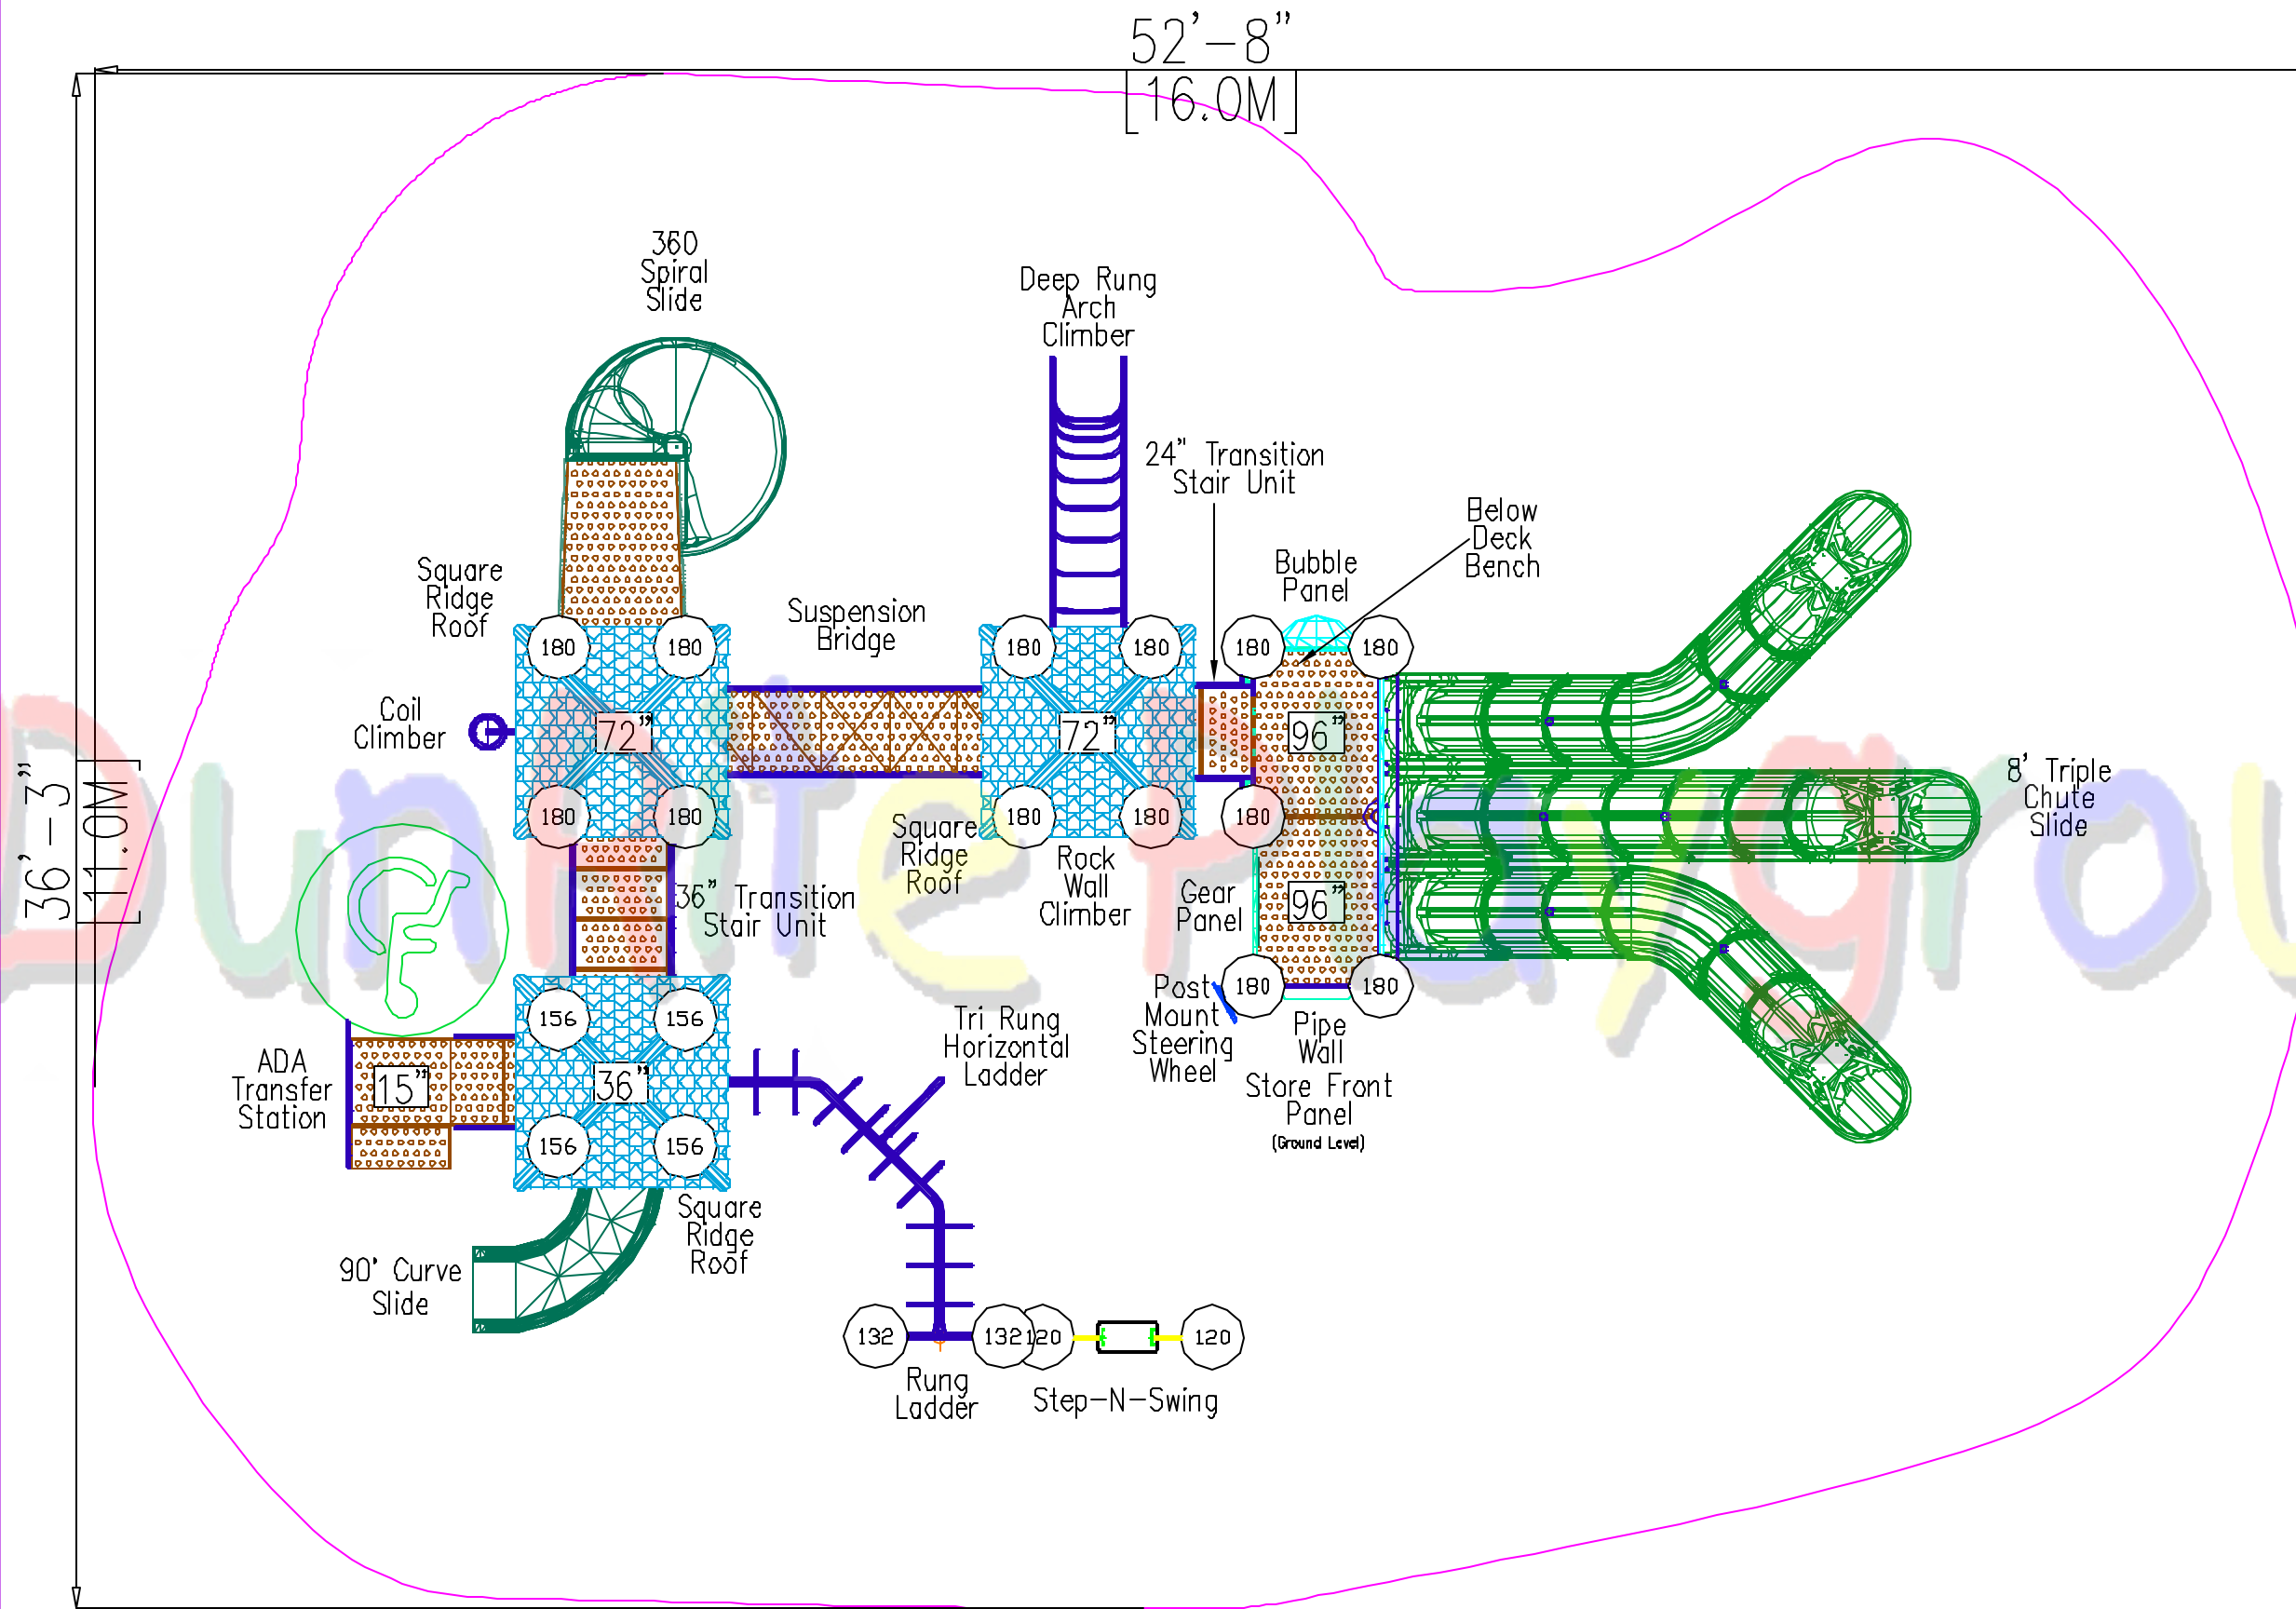 52'-8"
[16.0M]
360
Spiral
Slide
Deep Rung
Arch
Climber
24" Transition
Stair Unit
Below
Deck
Bench
Bubble
Panel
Square
Ridge
Roof
Suspension
Bridge
180
180
180
180
180
180
Coil
Climber
72"
72"
96"
8' Triple
Chute
Slide
36'-3"
[11.0M]
180
180
180
180
180
Square
Ridge
Roof
Rock
Wall
Climber
36" Transition
Stair Unit
Gear
Panel
96"
Dunrite Playgrou
180
180
Post
Mount
Steering
Wheel
Pipe
Wall
Store Front
Panel
(Ground Level)
156
156
Tri Rung
Horizontal
Ladder
ADA
Transfer
Station
15"
36"
156
156
Square
Ridge
Roof
90' Curve
Slide
132
132
120
120
Rung
Ladder
Step-N-Swing